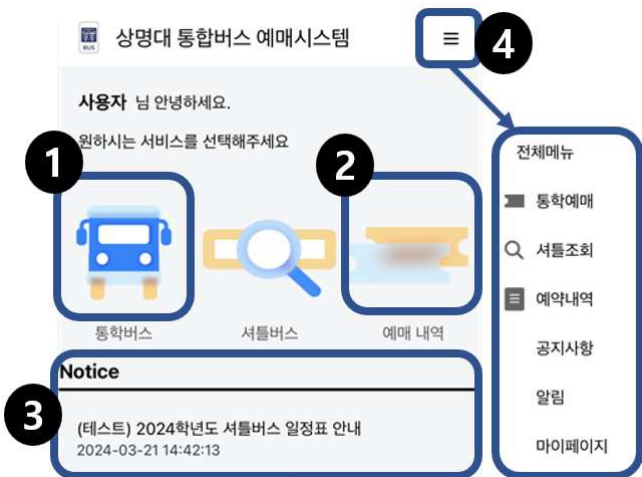 BUS
상명대 통합버스 예매시스템
4
사용자 님 안녕하세요.
원하시는 서비스를 선택해주세요
1
2
통학버스
셔틀버스
예매 내역
3
Notice
(테스트) 2024학년도 셔틀버스 일정표 안내
2024-03-21 14:42:13
전체메뉴
통학예매
셔틀조회
예약내역
공지사항
알림
마이페이지